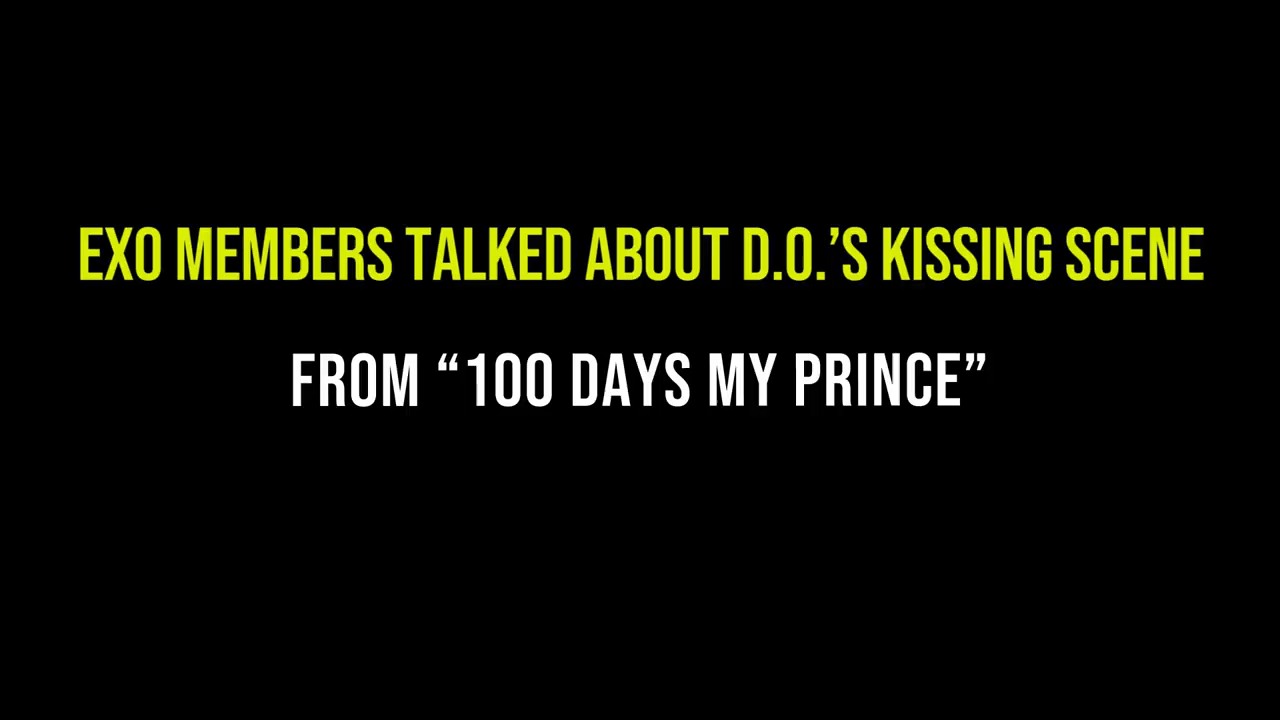 EXO MEMBERS TALKED ABOUT D.O.’S KISSING SCENE
FROM “100 DAYS MY PRINCE”